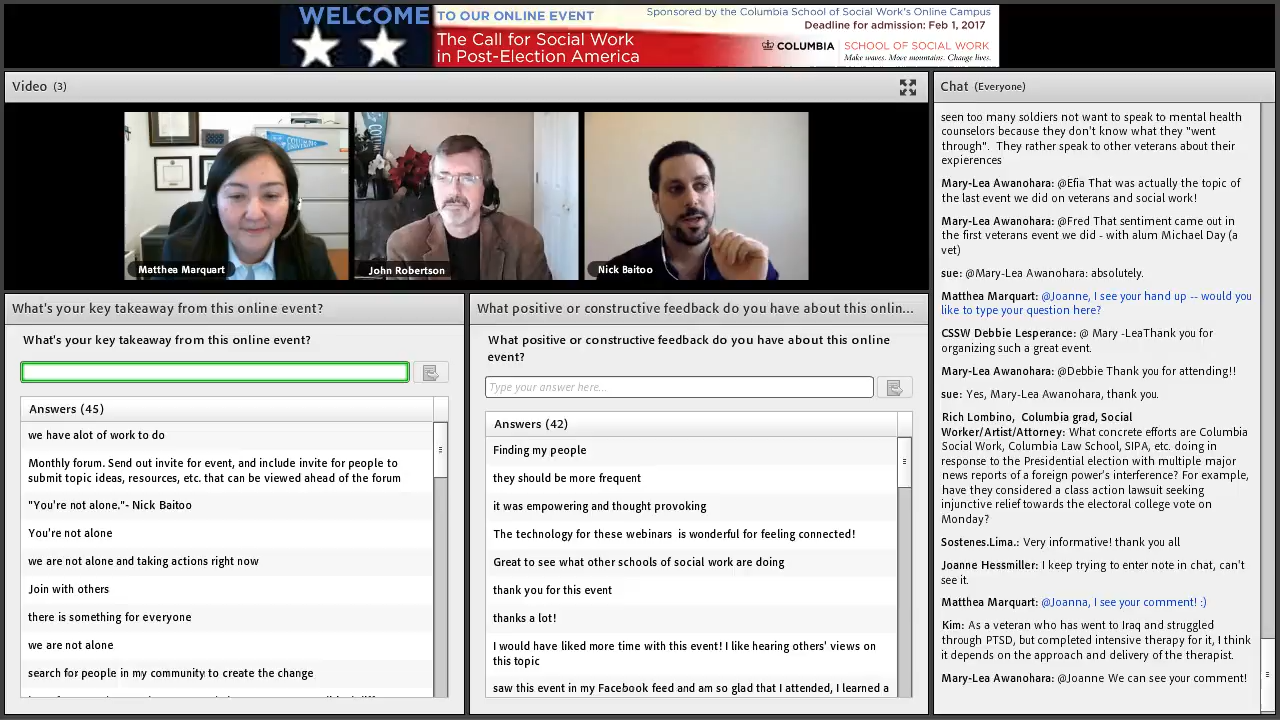 WELCOME TO OUR ONLINE EVENT
Sponsored by the Columbia School of Social Work's Online Campus
Deadline for admission: Feb 1, 2017
The Call for Social Work
in Post-Election America
COLUMBIA SCHOOL OF SOCIAL WORK
Make waves. Move mountains. Change lives.
Video (3)
Matthea Marquart
John Robertson
Nick Baitoo
What's your key takeaway from this online event?
What's your key takeaway from this online event?
Answers (45)
we have alot of work to do
Monthly forum. Send out invite for event, and include invite for people to
submit topic ideas, resources, etc. that can be viewed ahead of the forum
"You're not alone."- Nick Baitoo
You're not alone
we are not alone and taking actions right now
Join with others
there is something for everyone
we are not alone
search for people in my community to create the change
What positive or constructive feedback do you have about this onlin...
What positive or constructive feedback do you have about this online
event?
Type your answer here...
Answers (42)
Finding my people
they should be more frequent
it was empowering and thought provoking
The technology for these webinars is wonderful for feeling connected!
Great to see what other schools of social work are doing
thank you for this event
thanks a lot!
I would have liked more time with this event! I like hearing others' views on
this topic
saw this event in my Facebook feed and am so glad that I attended, I learned a
Chat (Everyone)
seen too many soldiers not want to speak to mental health
counselors because they don't know what they "went
through". They rather speak to other veterans about their
expierences
Mary-Lea Awanohara: @Efia That was actually the topic of
the last event we did on veterans and social work!
Mary-Lea Awanohara: @Fred That sentiment came out in
the first veterans event we did - with alum Michael Day (a
vet)
sue: @Mary-Lea Awanohara: absolutely.
Matthea Marquart: @Joanne, I see your hand up -- would you
like to type your question here?
CSSW Debbie Lesperance: @ Mary -LeaThank you for
organizing such a great event.
Mary-Lea Awanohara: @Debbie Thank you for attending!!
sue: Yes, Mary-Lea Awanohara, thank you.
Rich Lombino, Columbia grad, Social
Worker/Artist/Attorney: What concrete efforts are Columbia
Social Work, Columbia Law School, SIPA, etc. doing in
response to the Presidential election with multiple major
news reports of a foreign power's interference? For example,
have they considered a class action lawsuit seeking
injunctive relief towards the electoral college vote on
Monday?
Sostenes.Lima.: Very informative! thank you all
Joanne Hessmiller: I keep trying to enter note in chat, can't
see it.
Matthea Marquart: @Joanna, I see your comment! :)
Kim: As a veteran who has went to Iraq and struggled
through PTSD, but completed intensive therapy for it, I think
it depends on the approach and delivery of the therapist.
Mary-Lea Awanohara: @Joanne We can see your comment!